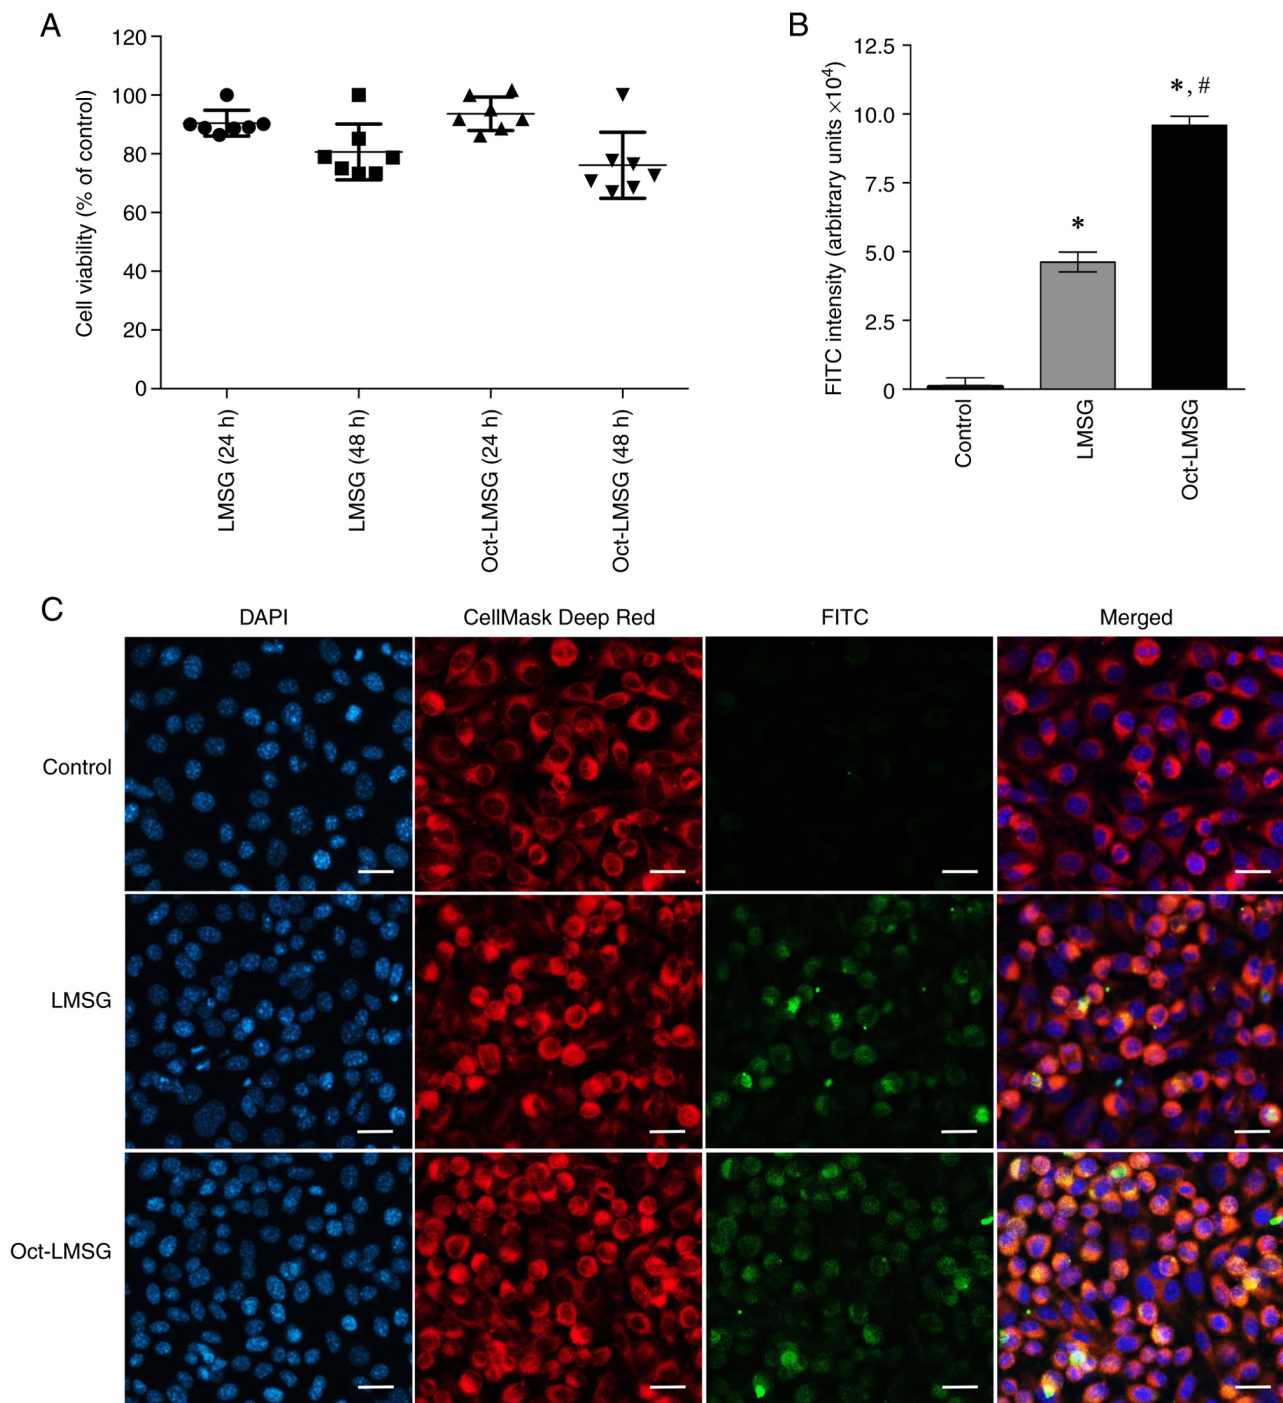 A
Cell viability (% of control)
120
100
80
60
40
20
0
LMSG (24 h)
LMSG (48 h)
Oct-LMSG (24 h)
Oct-LMSG (48 h)
B
FITC intensity (arbitrary units ×10⁴)
12.5
10.0
7.5
5.0
2.5
0
*
*, #
Control
LMSG
Oct-LMSG
C
DAPI CellMask Deep Red FITC Merged
Control
LMSG
Oct-LMSG